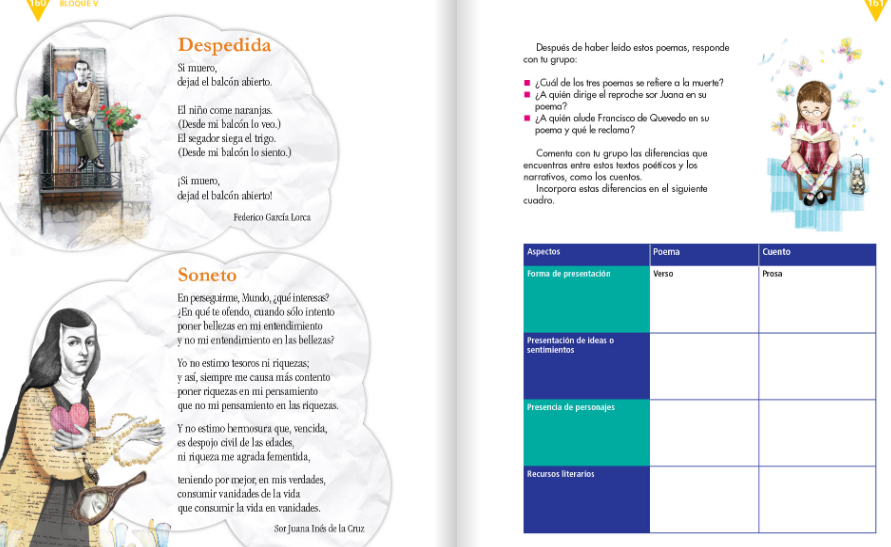 160
BLOQUE V
Despedida
Si muero,
dejad el balcón abierto.
El niño come naranjas.
(Desde mi balcón lo veo.)
El segador siega el trigo.
(Desde mi balcón lo siento.)
¡Si muero,
dejad el balcón abierto!
Federico García Lorca
Soneto
En perseguirme, Mundo, ¿qué interesas?
¿En qué te ofendo, cuando sólo intento
poner bellezas en mi entendimiento
y no mi entendimiento en las bellezas?
Yo no estimo tesoros ni riquezas;
y así, siempre me causa más contento
poner riquezas en mi pensamiento
que no mi pensamiento en las riquezas.
Y no estimo hermosura que, vencida,
es despojo civil de las edades,
ni riqueza me agrada fementida,
teniendo por mejor, en mis verdades,
consumir vanidades de la vida
que consumir la vida en vanidades.
Sor Juana Inés de la Cruz
161
Después de haber leído estos poemas, responde
con tu grupo:
¿Cuál de los tres poemas se refiere a la muerte?
¿A quién dirige el reproche sor Juana en su
poema?
¿A quién alude Francisco de Quevedo en su
poema y qué le reclama?
Comenta con tu grupo las diferencias que
encuentras entre estos textos poéticos y los
narrativos, como los cuentos.
Incorpora estas diferencias en el siguiente
cuadro.
Aspectos Poema Cuento
Forma de presentación Verso Prosa
Presentación de ideas o
sentimientos
Presencia de personajes
Recursos literarios